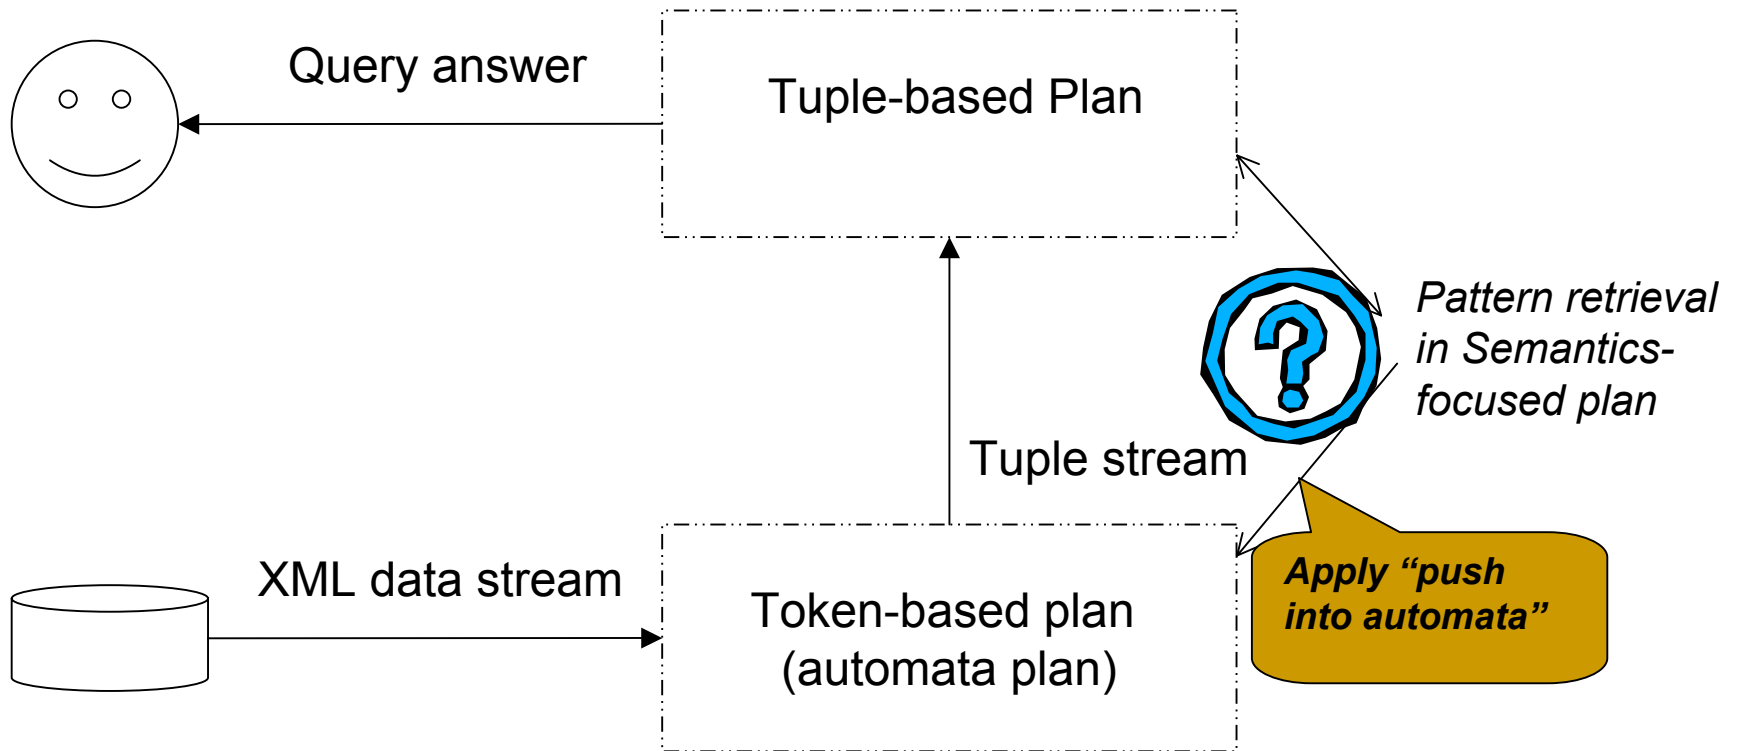 Query answer
Tuple-based Plan
Pattern retrieval
in Semantics-
focused plan
Tuple stream
XML data stream
Token-based plan
(automata plan)
Apply “push
into automata”
?